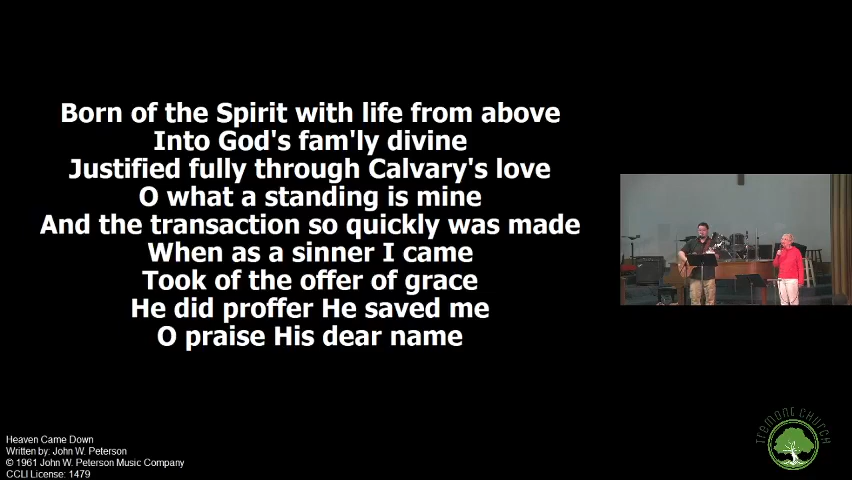 Born of the Spirit with life from above
Into God's fam'ly divine
Justified fully through Calvary's love
O what a standing is mine
And the transaction so quickly was made
When as a sinner I came
Took of the offer of grace
He did proffer He saved me
O praise His dear name
Heaven Came Down
Written by: John W. Peterson
© 1961 John W. Peterson Music Company
CCLI License: 1479
TREMONT CHURCH